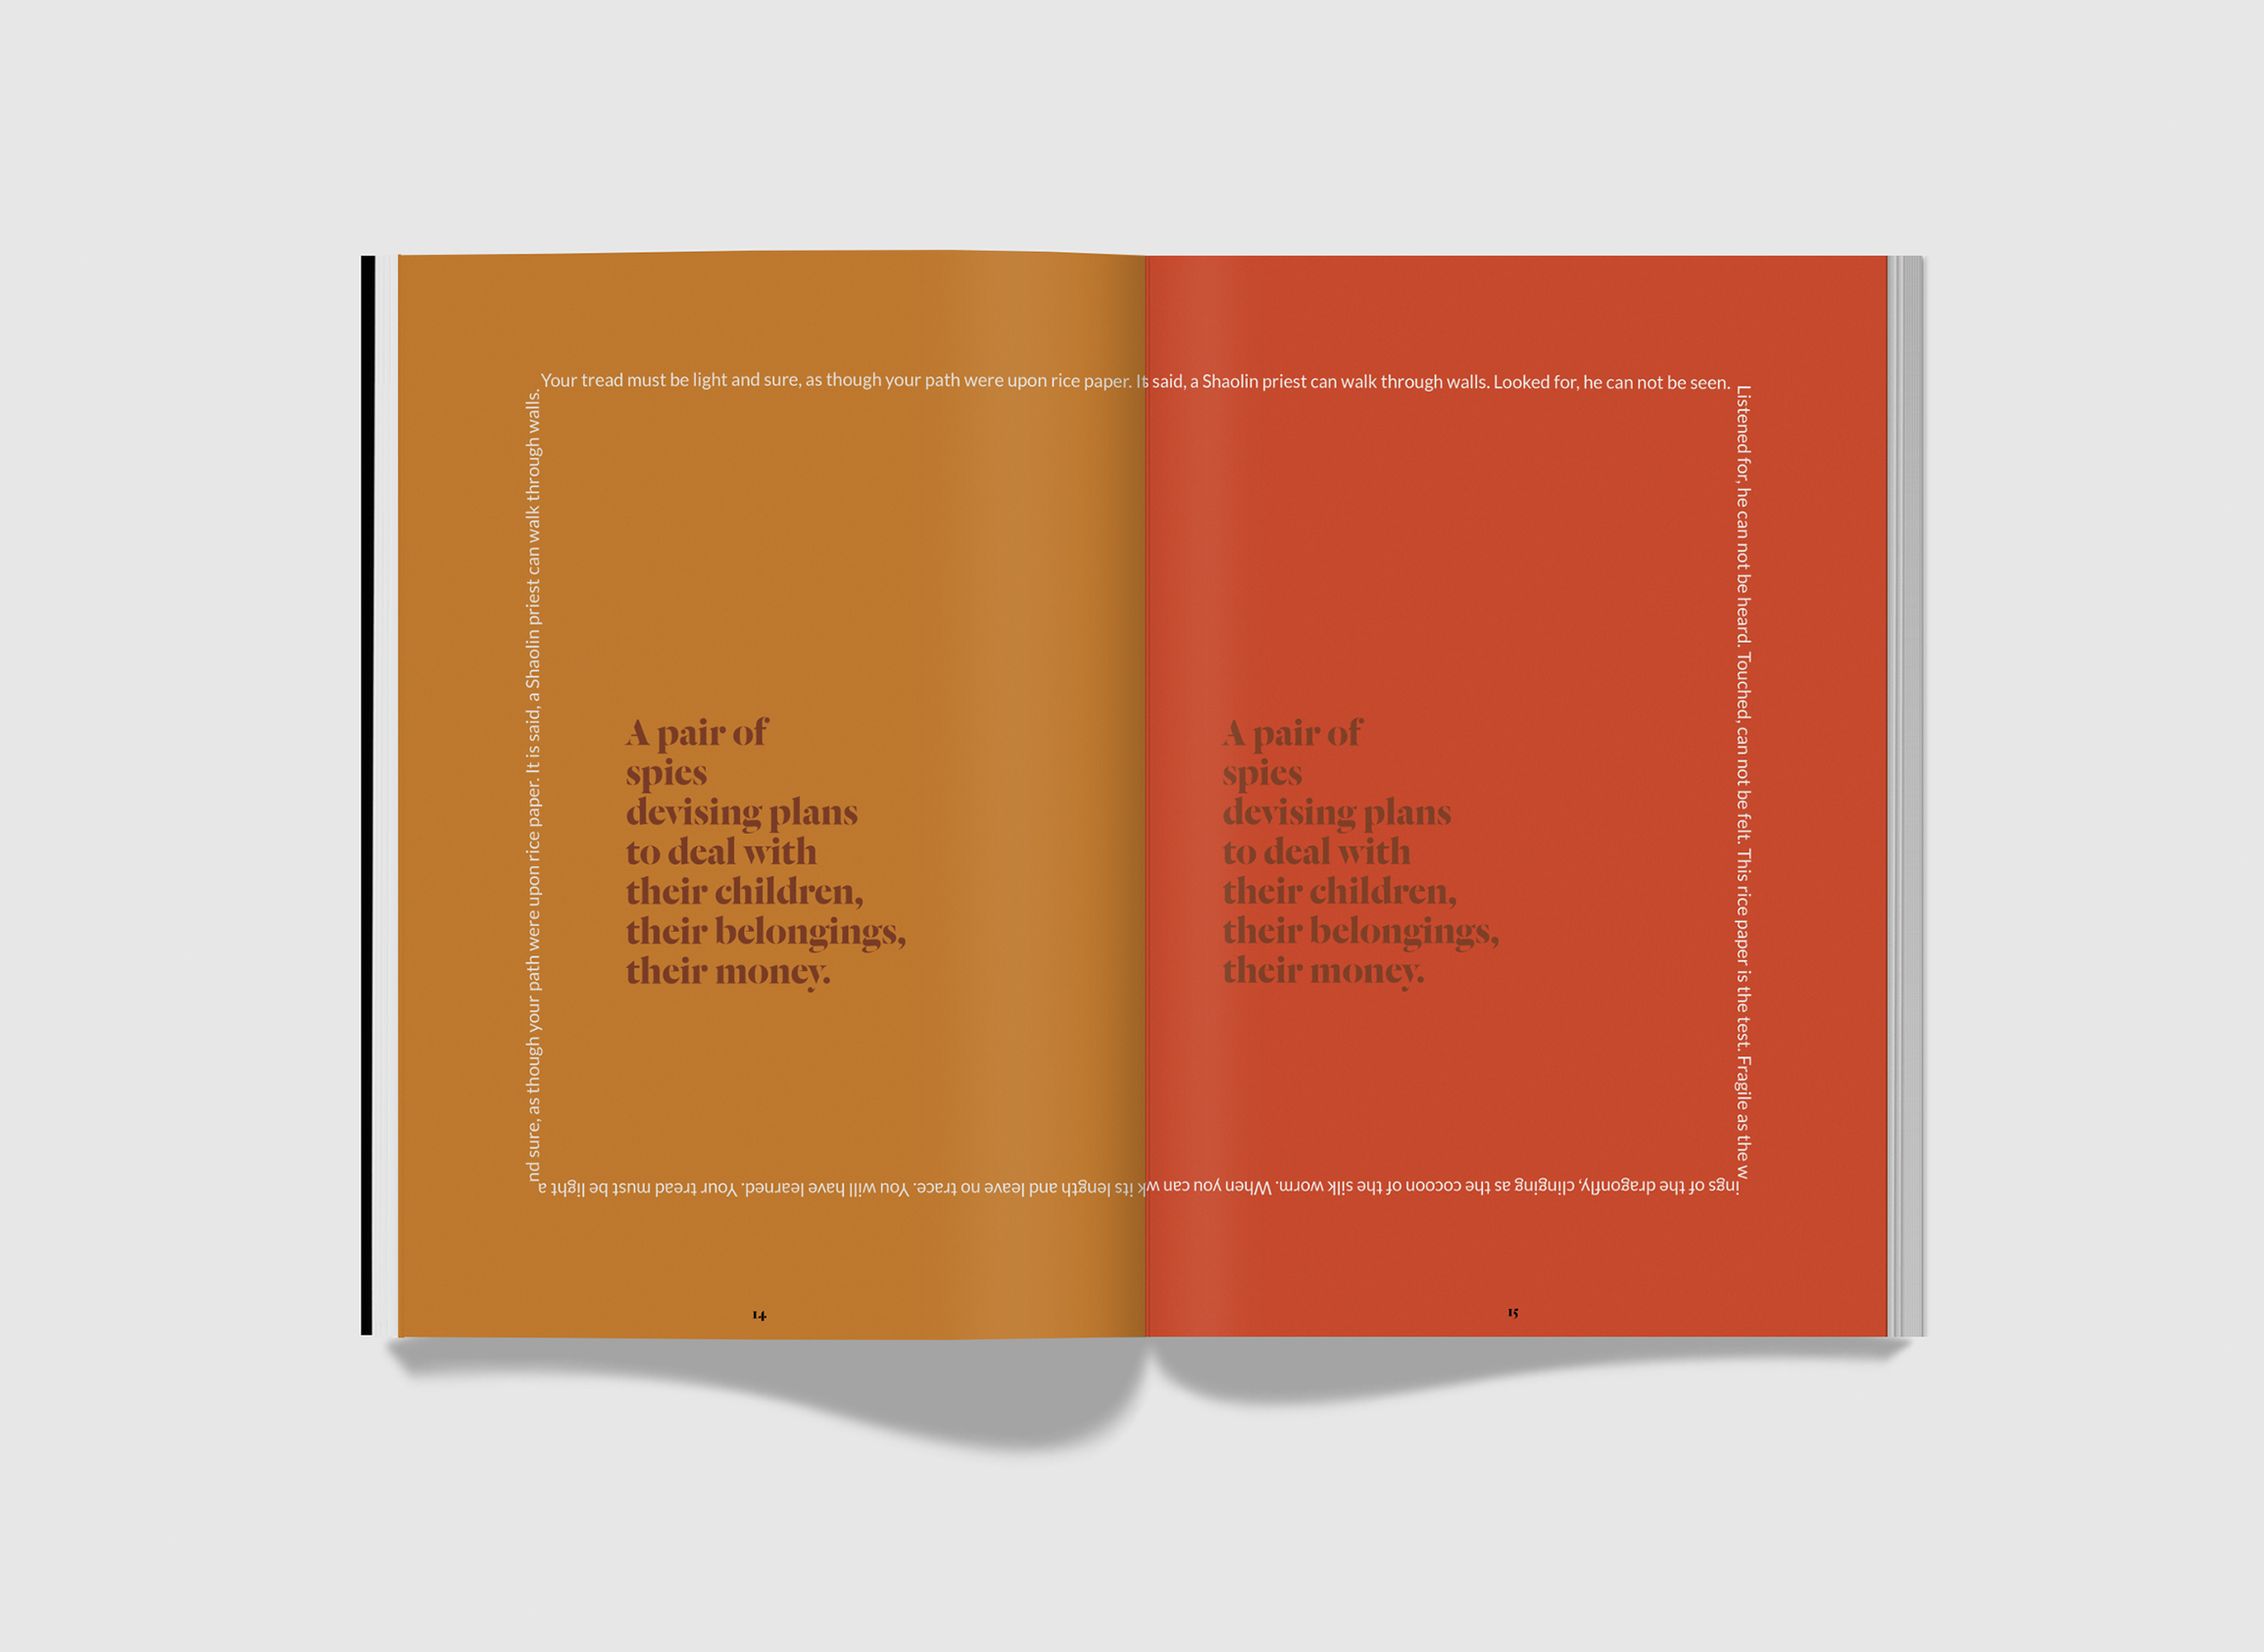 Your tread must be light and sure, as though your path were upon rice paper. It s said, a Shaolin priest can walk through walls. Looked for, he can not be seen.
Listened for, he can not be heard. Touched, can not be felt. This rice paper is the test. Fragile as the w
ings of the dragonfly, clinging as the cocoon of the silk worm. When you can w k its length and leave no trace. You will have learned. Your tread must be light a
nd sure, as though your path were upon rice paper. It is said, a Shaolin priest can walk through walls.
A pair of
spies
devising plans
to deal with
their children,
their belongings,
their money.
14
A pair of
spies
devising plans
to deal with
their children,
their belongings,
their money.
15